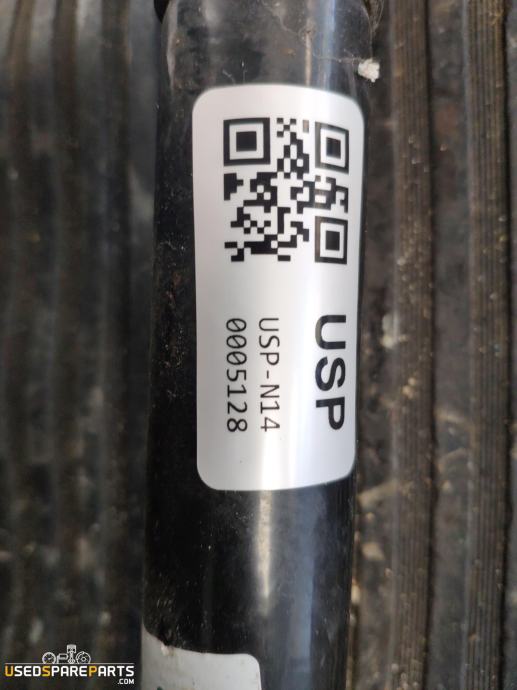 USP
USP-N14
0005128
USEDSPAREPARTS
.COM